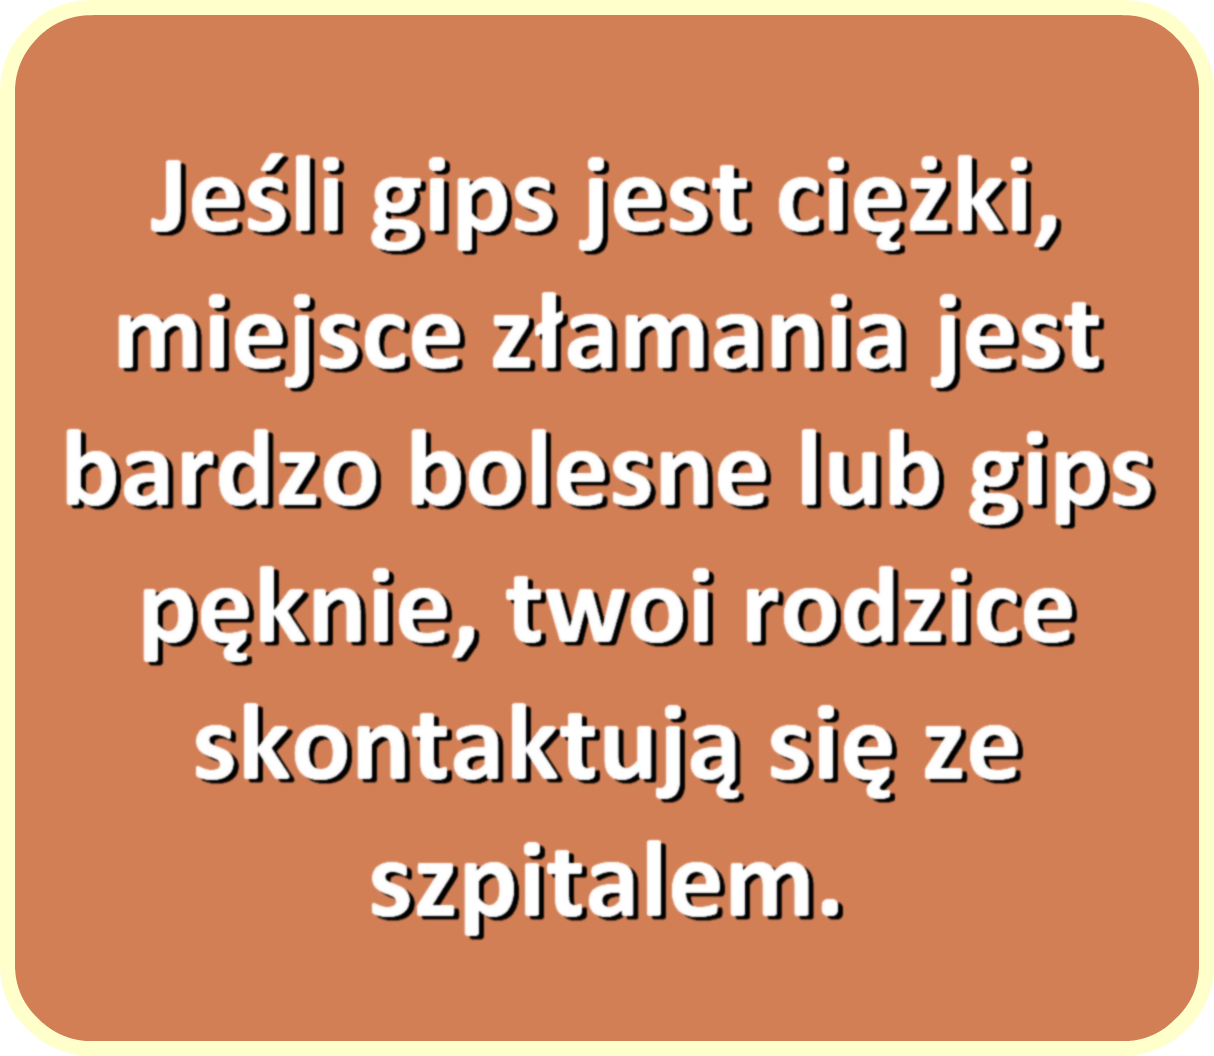 Jeśli gips jest ciężki,
miejsce złamania jest
bardzo bolesne lub gips
pęknie, twoi rodzice
skontaktują się ze
szpitalem.